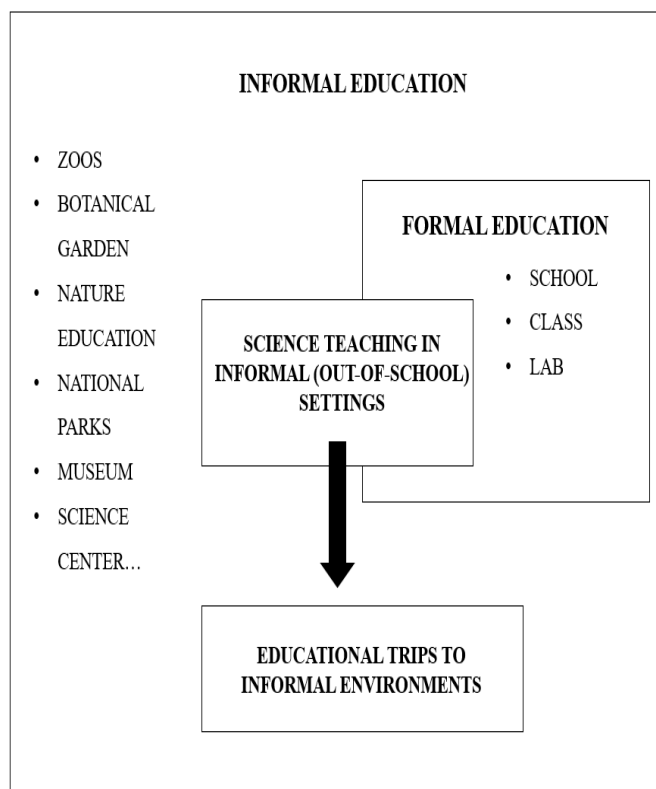 INFORMAL EDUCATION
• ZOOS
• BOTANICAL
GARDEN
• NATURE
EDUCATION
• NATIONAL
PARKS
• MUSEUM
• SCIENCE
CENTER…
FORMAL EDUCATION
• SCHOOL
• CLASS
• LAB
SCIENCE TEACHING IN
INFORMAL (OUT-OF-SCHOOL)
SETTINGS
EDUCATIONAL TRIPS TO
INFORMAL ENVIRONMENTS